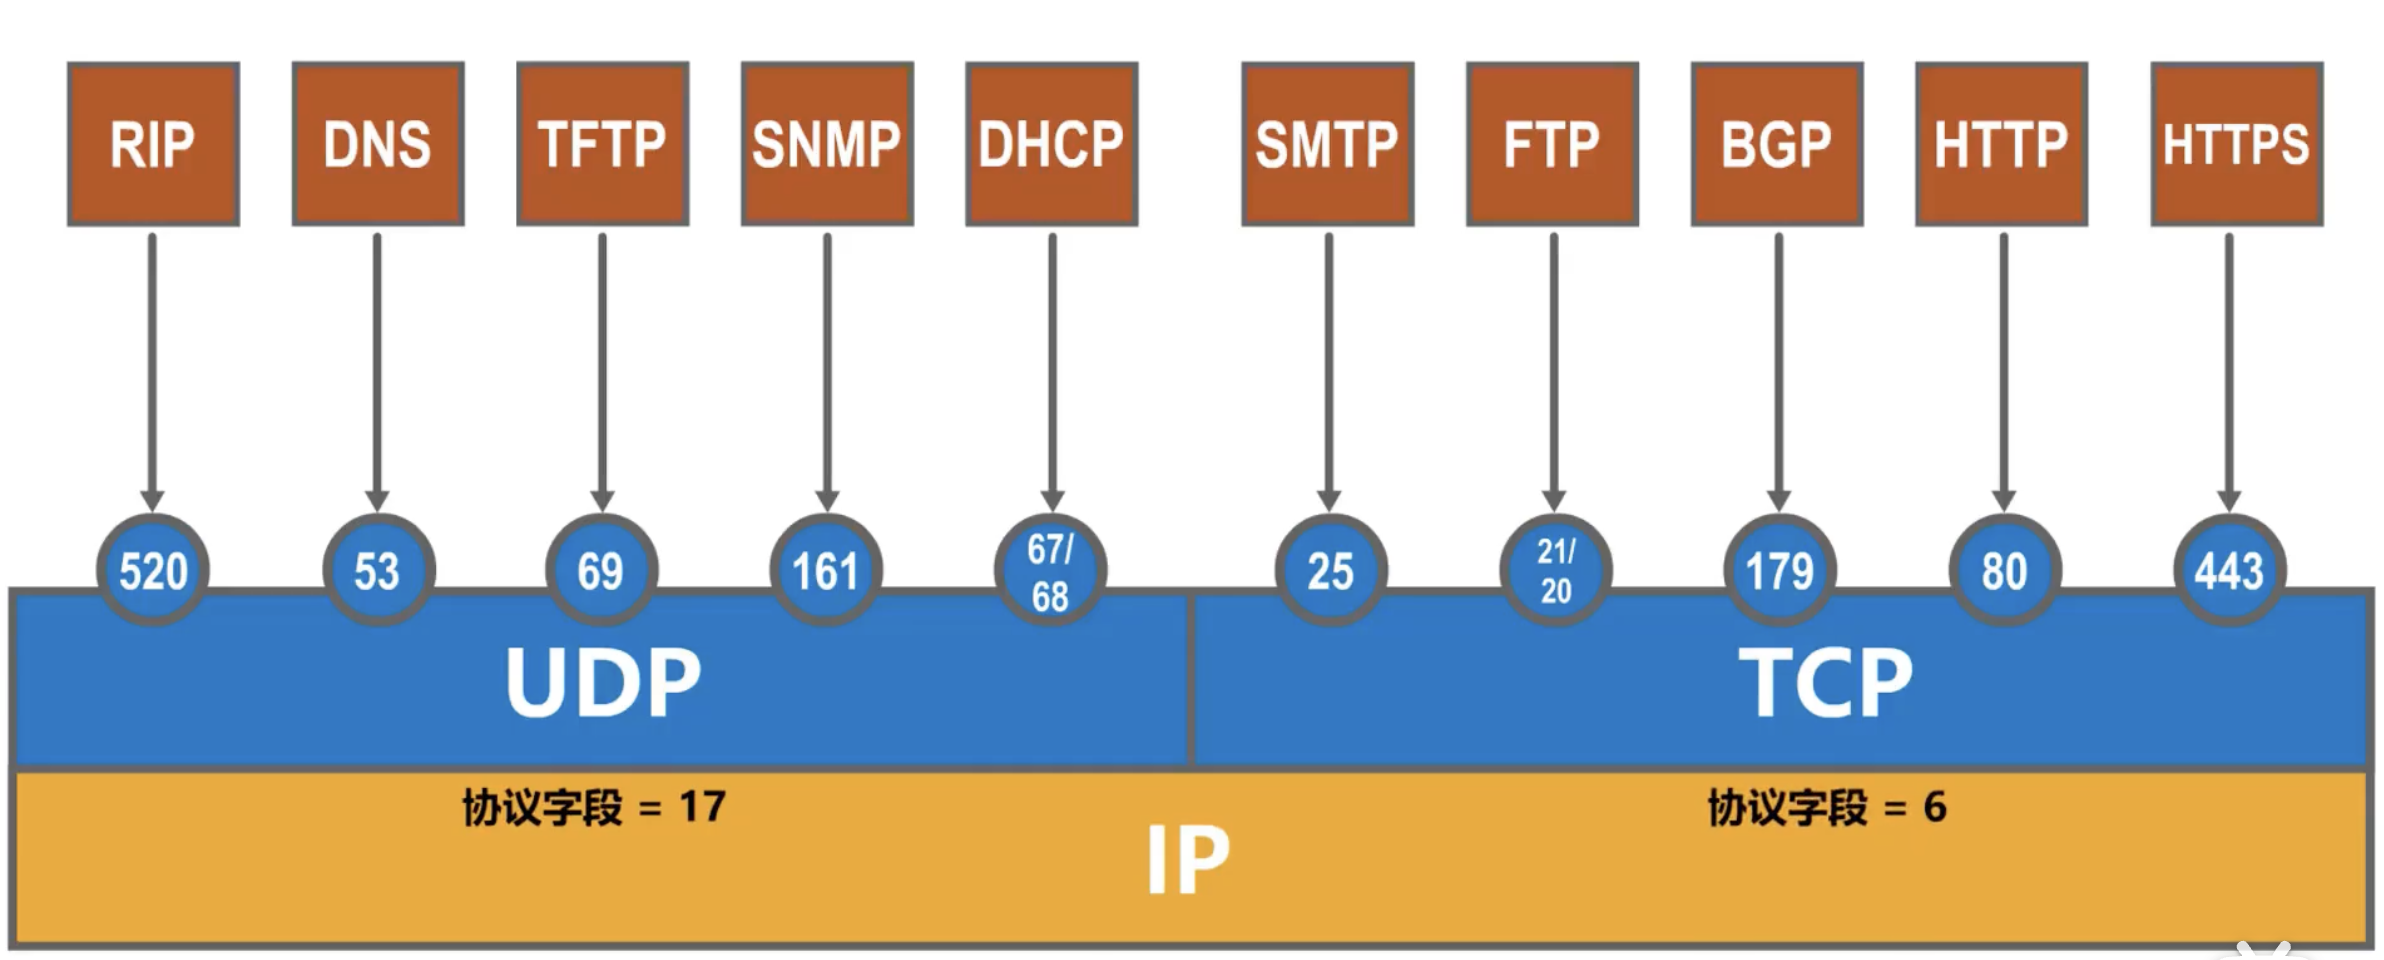 RIP
DNS
TFTP
SNMP
DHCP
SMTP
FTP
BGP
HTTP
HTTPS
520
53
69
161
67/
68
25
21/
20
179
80
443
UDP
TCP
协议字段 = 17
协议字段 = 6
IP